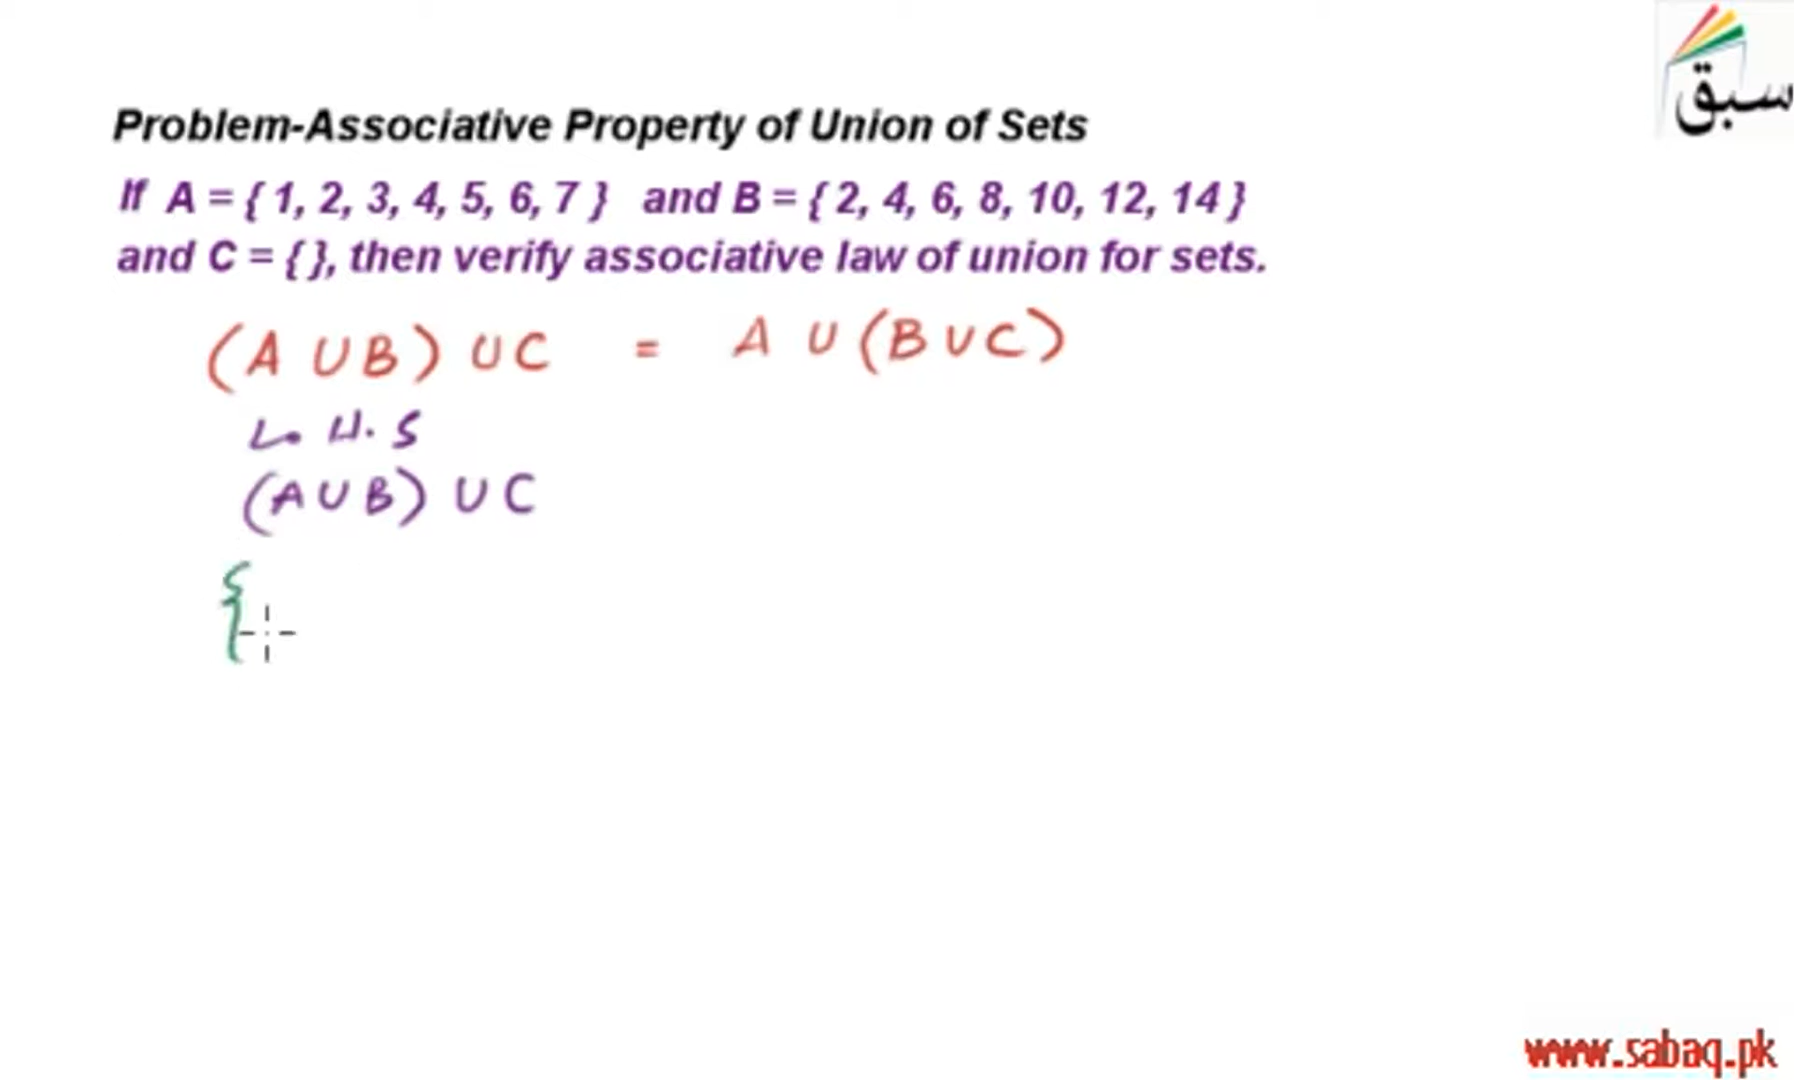 سبق
Problem-Associative Property of Union of Sets
If A = { 1, 2, 3, 4, 5, 6, 7 } and B = { 2, 4, 6, 8, 10, 12, 14 }
and C = { }, then verify associative law of union for sets.
(A ∪ B) ∪ C = A ∪ (B ∪ C)
L. H. S
(A ∪ B) ∪ C
{
www.sabaq.pk